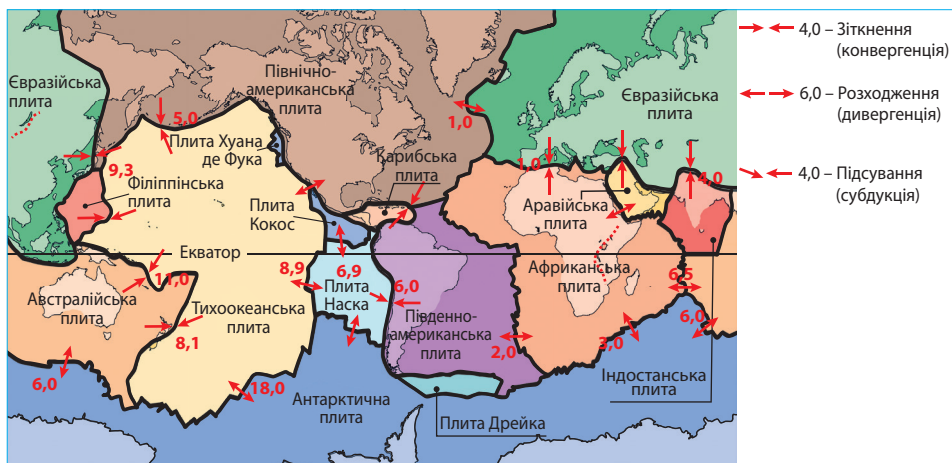 Євразійська
плита
Північно-
американська
плита
5,0
1,0
Євразійська
плита
Плита Хуана
де Фука
Карибська
плита
9,3
Філіппінська
плита
1,0
4,0
Аравійська
плита
Плита
Кокос
Екватор
11,0
8,9
6,9
Африканська
плита
6,5
Австралійська
плита
Тихоокеанська
плита
Плита
Наска
6,0
Південно-
американська
плита
8,1
2,0
3,0
6,0
6,0
18,0
Антарктична
плита
Індостанська
плита
Плита Дрейка
4,0 – Зіткнення
(конвергенція)
6,0 – Розходження
(дивергенція)
4,0 – Підсування
(субдукція)